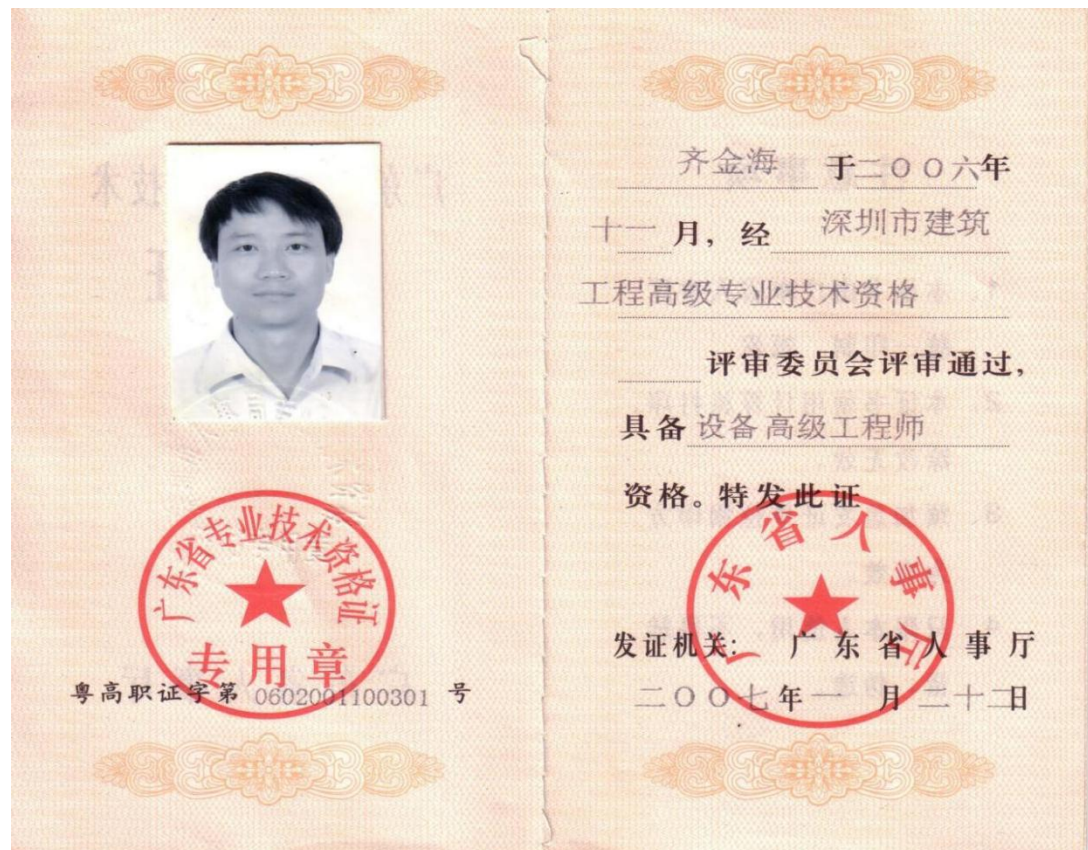 广东省专业技术资格证
专用章
粤高职证字第 0602001100301 号
齐金海 于二〇〇六年
十一月，经 深圳市建筑
工程高级专业技术资格
评审委员会评审通过，
具备 设备高级工程师
资格。特发此证
广东省人事厅
发证机关： 广东省人事厅
二〇〇七年一月二十二日